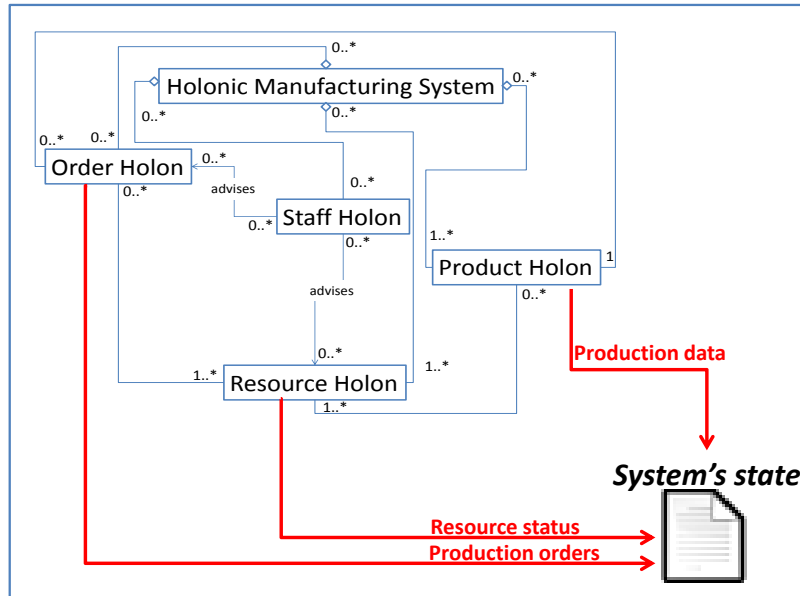 0..*
Holonic Manufacturing System
0..*
0..*
0..*
0..*
0..*
Order Holon
0..*
0..*
advises
0..*
0..*
Staff Holon
0..*
1..*
1
Product Holon
0..*
advises
0..*
Production data
1..*
Resource Holon
1..*
1..*
System's state
Resource status
Production orders